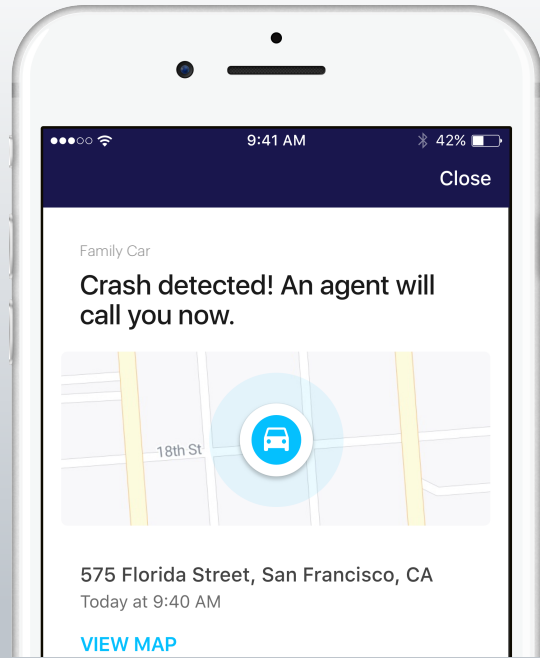 9:41 AM
42%
Close
Family Car
Crash detected! An agent will
call you now.
18th St
575 Florida Street, San Francisco, CA
Today at 9:40 AM
VIEW MAP